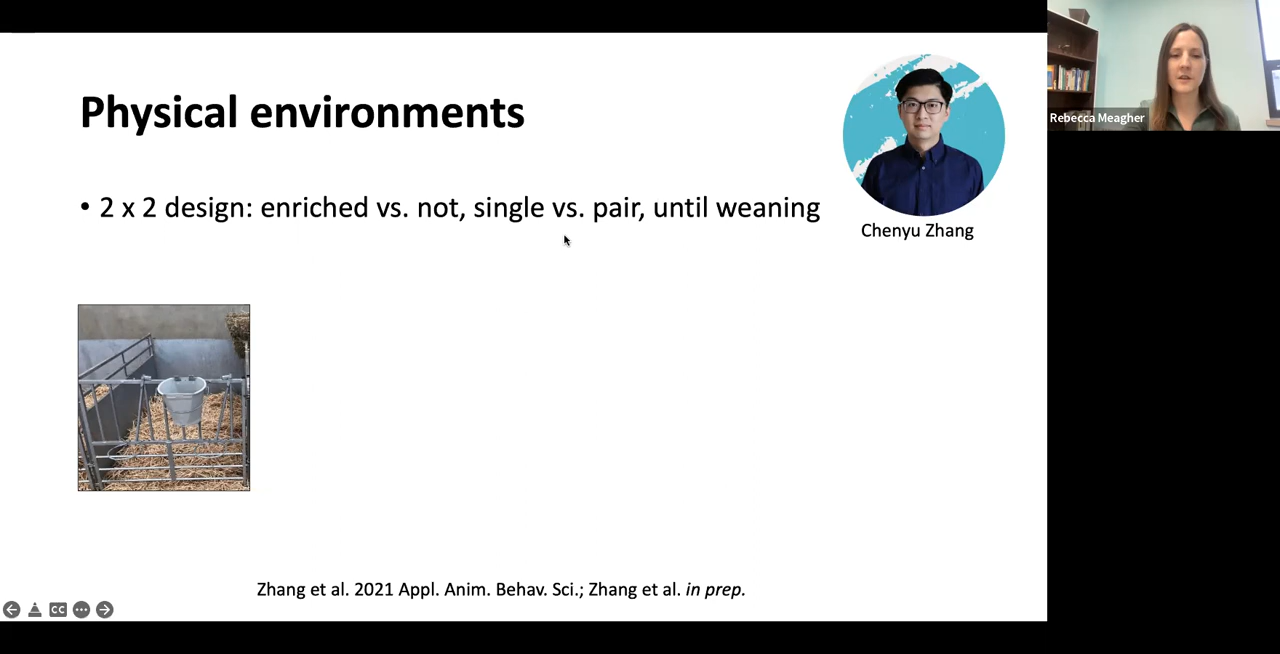 Physical environments
• 2 x 2 design: enriched vs. not, single vs. pair, until weaning
Chenyu Zhang
Zhang et al. 2021 Appl. Anim. Behav. Sci.; Zhang et al. in prep.
CC
Rebecca Meagher